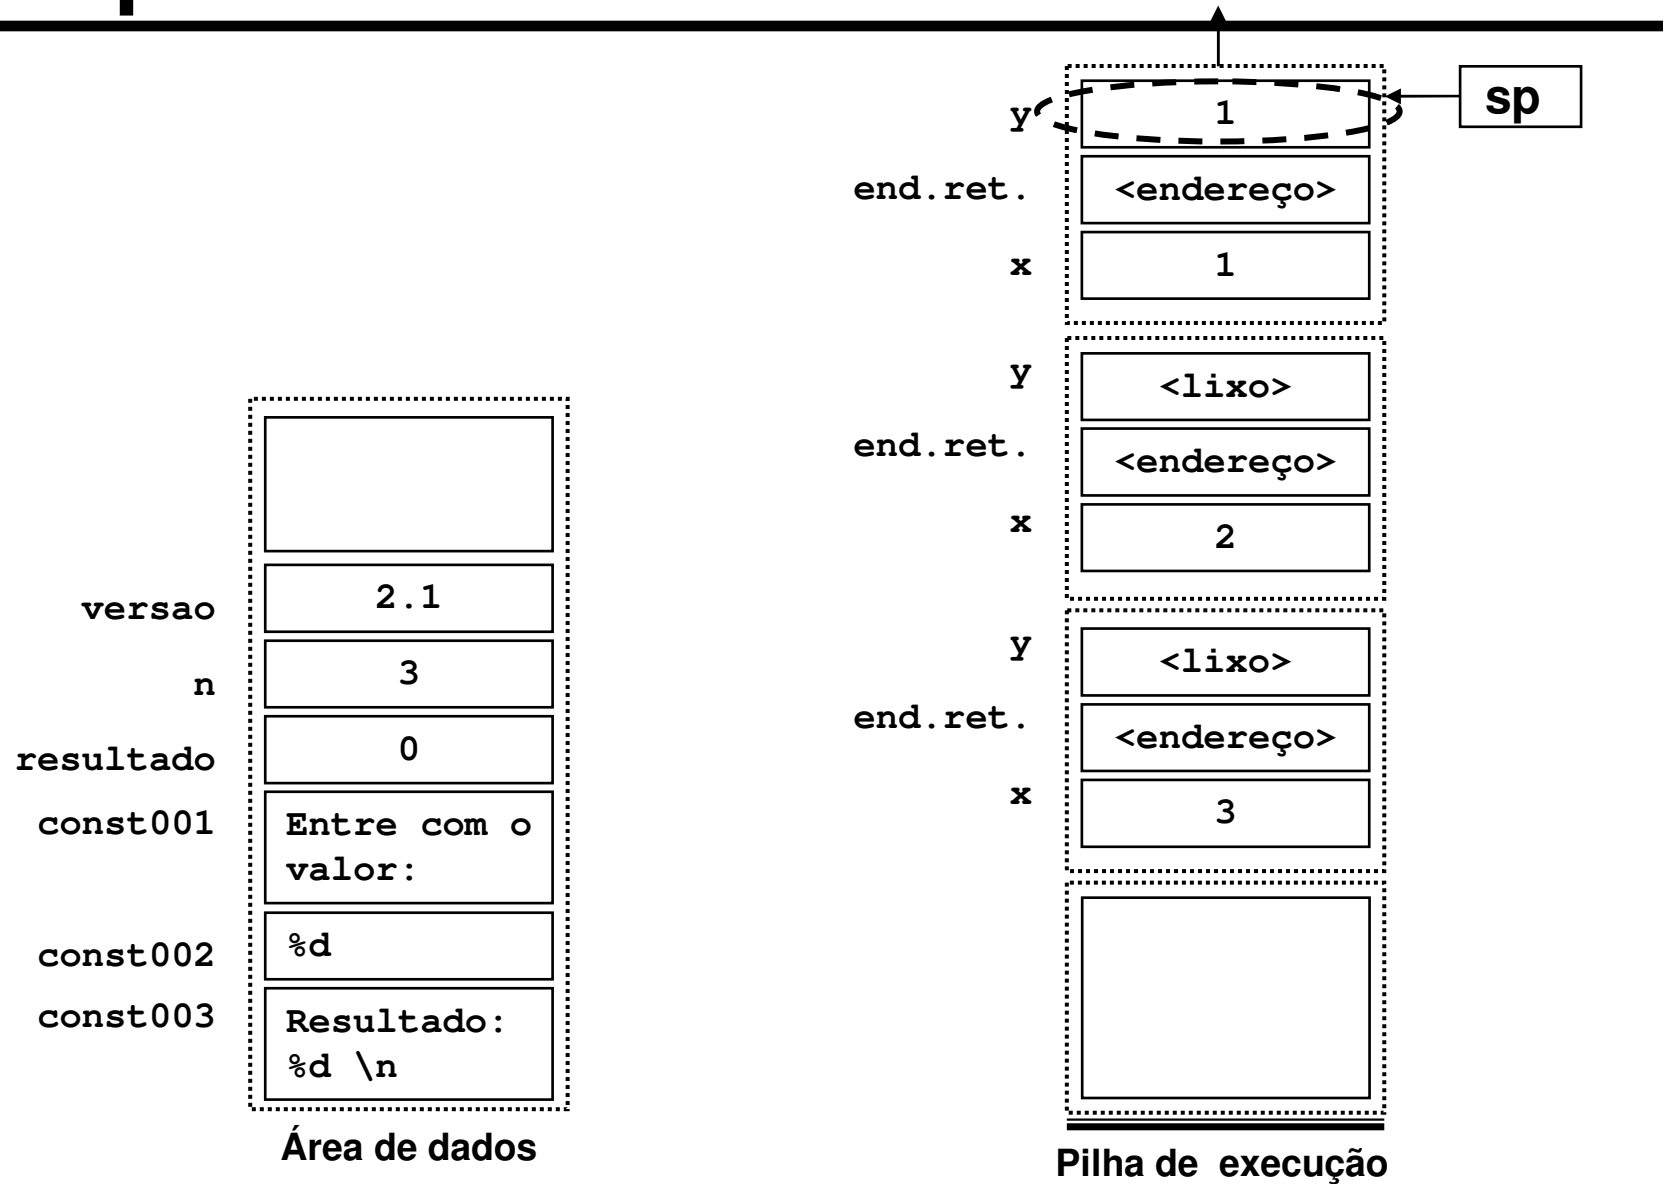 versao
2.1
n
3
resultado
0
const001
Entre com o
valor:
const002
%d
const003
Resultado:
%d \n
Área de dados
sp
y
1
end.ret.
<endereço>
x
1
y
<lixo>
end.ret.
<endereço>
x
2
y
<lixo>
end.ret.
<endereço>
x
3
Pilha de execução